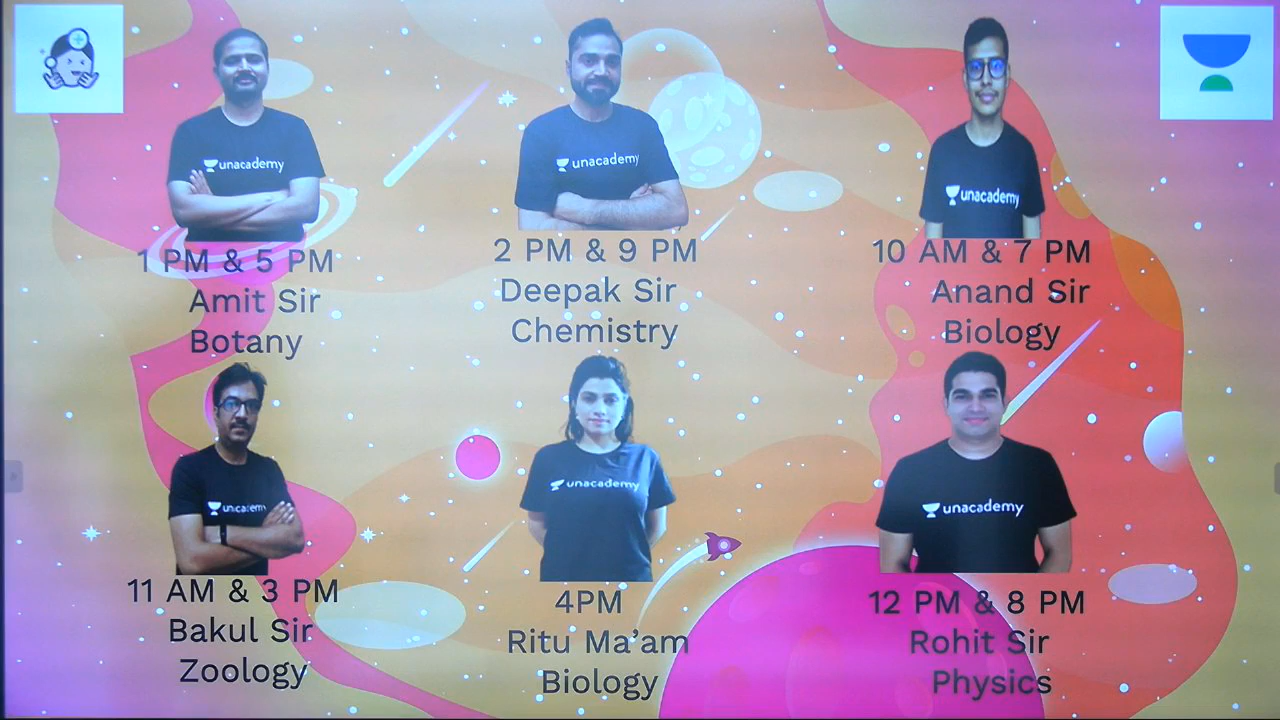 unacademy
1 PM & 5 PM
Amit Sir
Botany
unacademy
2 PM & 9 PM
Deepak Sir
Chemistry
unacademy
10 AM & 7 PM
Anand Sir
Biology
unacademy
11 AM & 3 PM
Bakul Sir
Zoology
unacademy
4PM
Ritu Ma’am
Biology
unacademy
12 PM & 8 PM
Rohit Sir
Physics